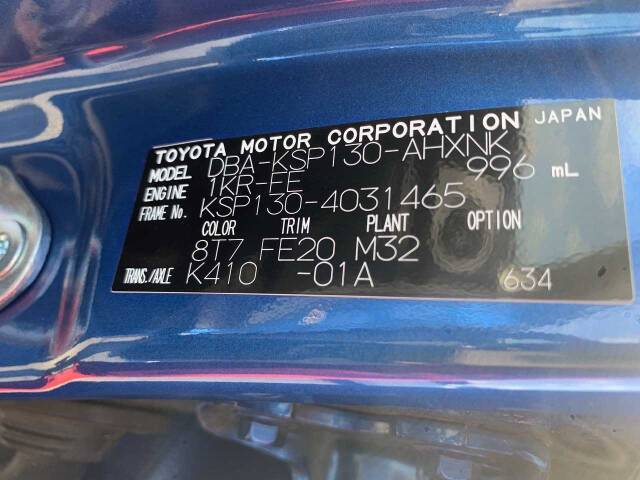 TOYOTA MOTOR CORPORATION JAPAN
MODEL DBA-KSP130-AHXNK
ENGINE 1KR-FE 996 mL
FRAME No. KSP130-4031465
COLOR TRIM PLANT OPTION
8T7 FE20 M32
TRANS./AXLE K410 -01A 634